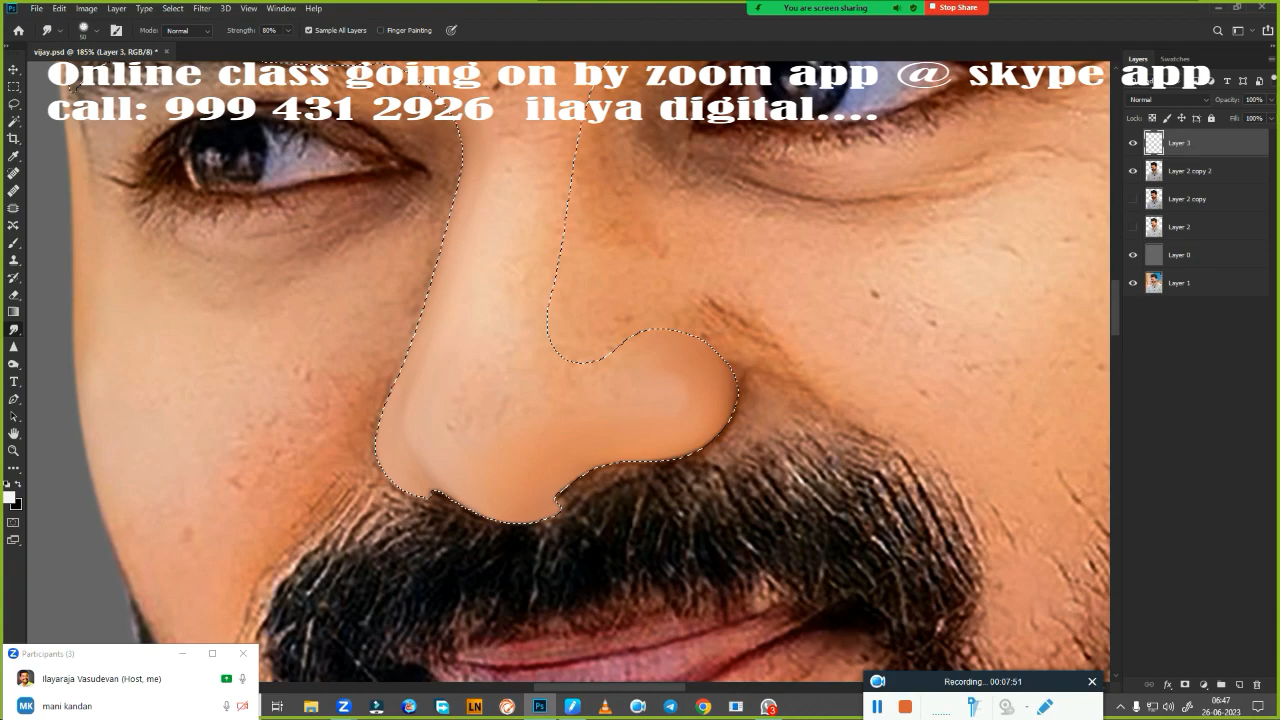 File Edit Image Layer Type Select Filter 3D View Window Help
You are screen sharing Stop Share
50 Mode: Normal Strength: 80% Sample All Layers Finger Painting
vijay.psd @ 185% (Layer 3, RGB/8) *
Online class going on by zoom app @ skype app
call: 999 431 2926 ilaya digital....
Layers Swatches
Normal Opacity: 100%
Lock: Fill: 100%
Layer 3
Layer 2 copy 2
Layer 2 copy
Layer 2
Layer 0
Layer 1
Participants (3)
Ilayaraja Vasudevan (Host, me)
MK mani kandan
Recording... 00:07:51
06:47
26-06-2023